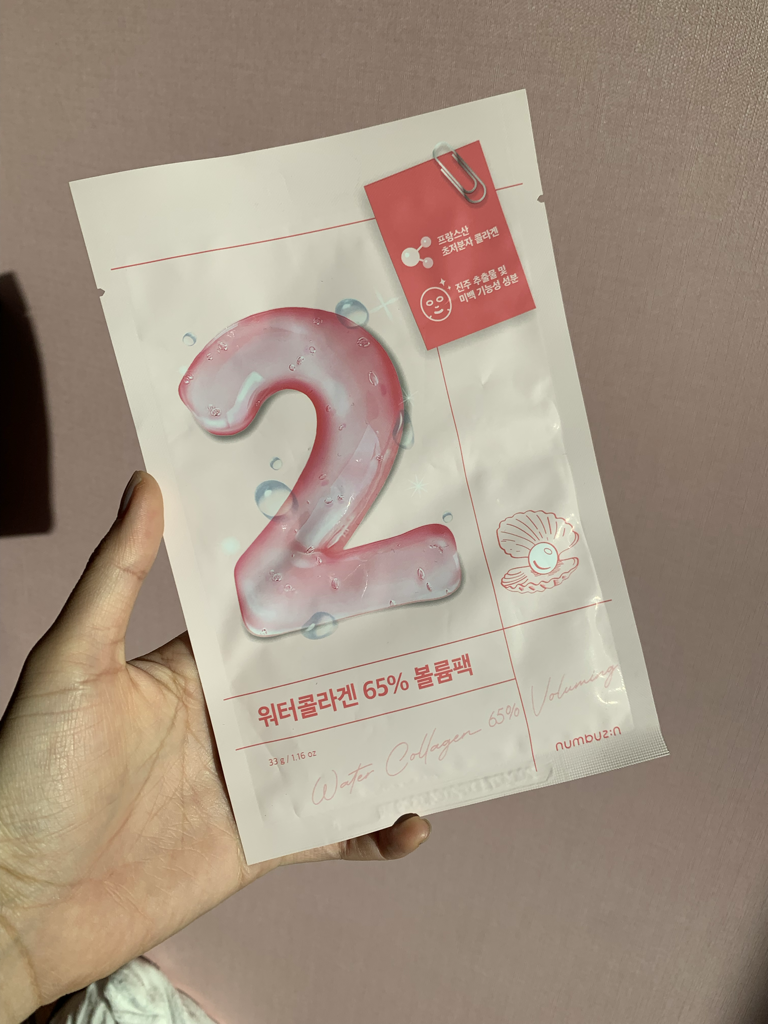 프랑스산
초저분자 콜라겐
진주 추출물 및
미백 기능성 성분
2
워터콜라겐 65% 볼륨팩
33 g / 1.16 oz
Water Collagen 65% Voluming
numbuz:n